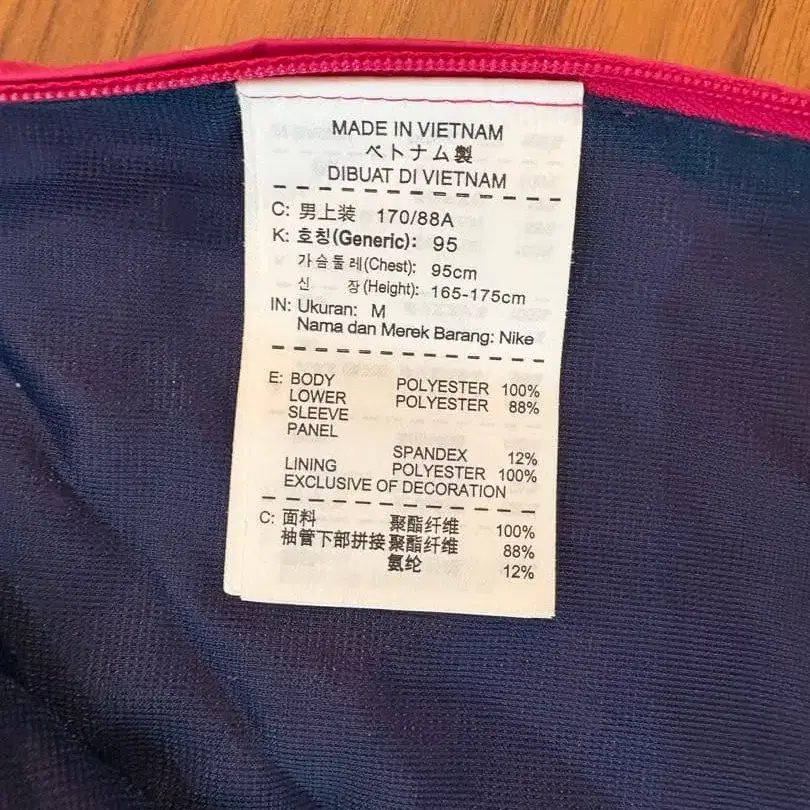 MADE IN VIETNAM
ベトナム製
DIBUAT DI VIETNAM
C: 男上装 170/88A
K: 호칭(Generic): 95
가슴둘레(Chest): 95cm
신 장(Height): 165-175cm
IN: Ukuran: M
Nama dan Merek Barang: Nike
E: BODY POLYESTER 100%
LOWER POLYESTER 88%
SLEEVE
PANEL
SPANDEX 12%
LINING POLYESTER 100%
EXCLUSIVE OF DECORATION
C: 面料 聚酯纤维 100%
袖管下部拼接 聚酯纤维 88%
氨纶 12%